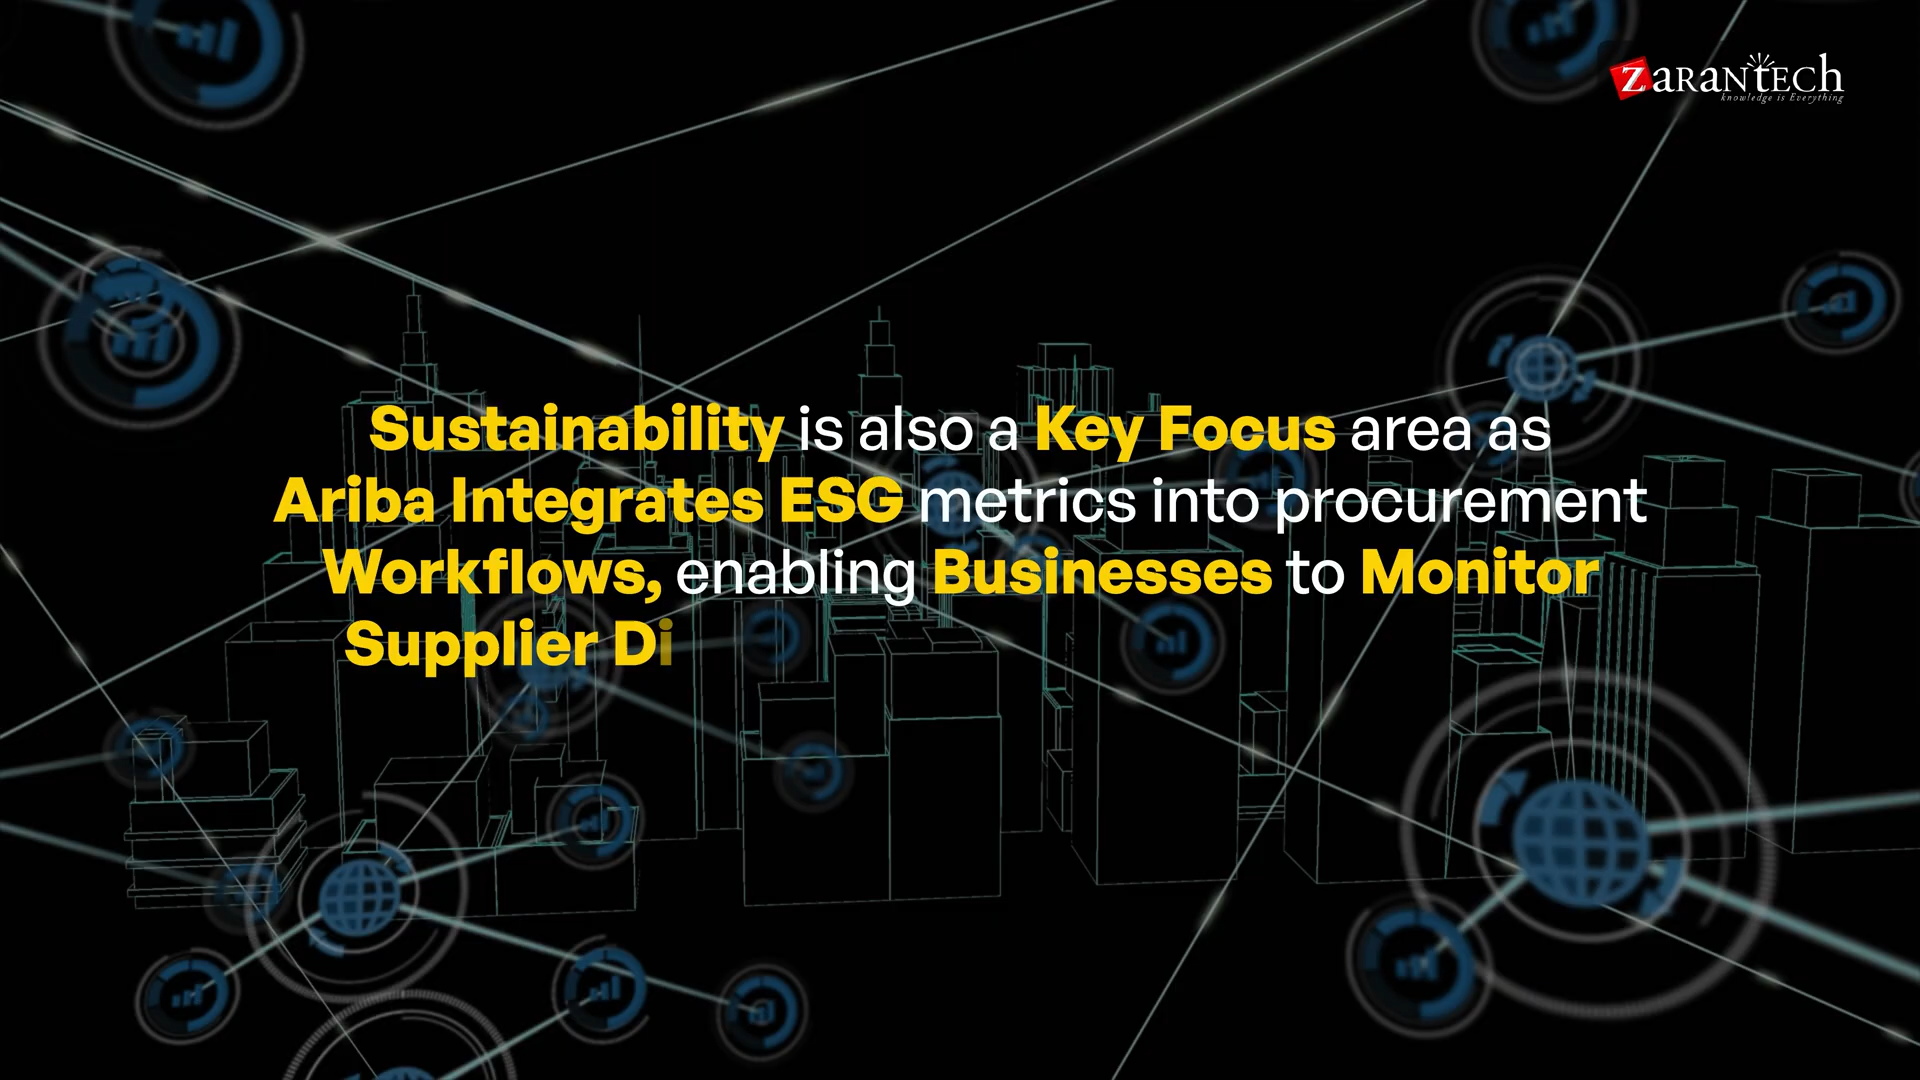 ZARANTECH
knowledge is Everything
Sustainability is also a Key Focus area as
Ariba Integrates ESG metrics into procurement
Workflows, enabling Businesses to Monitor
Supplier Di